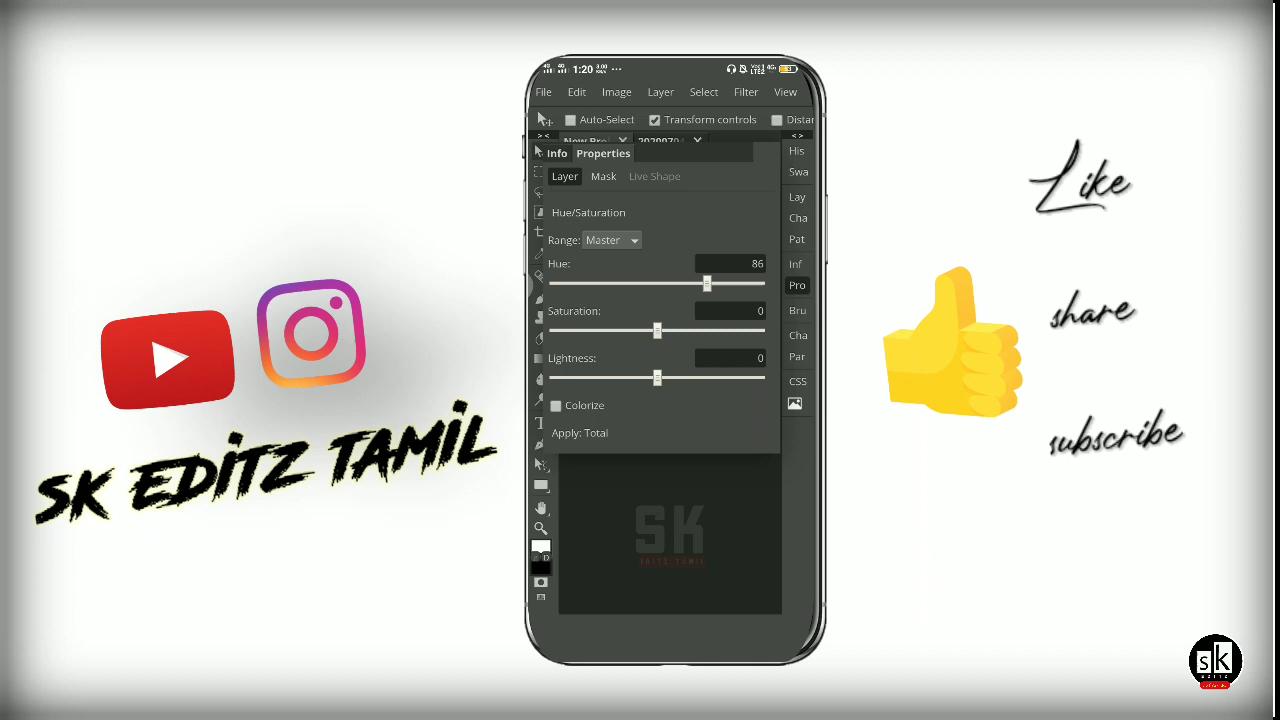 1:20
File Edit Image Layer Select Filter View
Auto-Select Transform controls Distar
Info Properties
Layer Mask Live Shape
Hue/Saturation
Range: Master
Hue: 86
Saturation: 0
Lightness: 0
Colorize
Apply: Total
His
Swa
Lay
Cha
Pat
Inf
Pro
Bru
Cha
Par
CSS
SK
EDITZ TAMIL
SK EDITZ TAMIL
Like
share
subscribe
sk
EDITZ